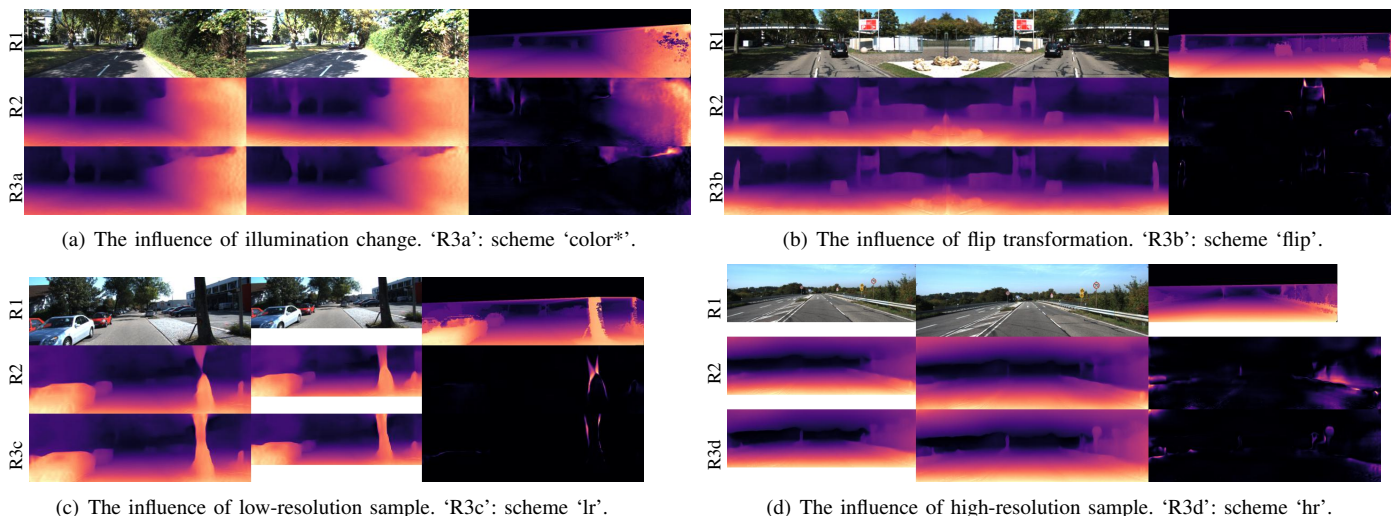 R1
R2
R3a
(a) The influence of illumination change. ‘R3a’: scheme ‘color*’.
R1
R2
R3b
(b) The influence of flip transformation. ‘R3b’: scheme ‘flip’.
R1
R2
R3c
(c) The influence of low-resolution sample. ‘R3c’: scheme ‘lr’.
R1
R2
R3d
(d) The influence of high-resolution sample. ‘R3d’: scheme ‘hr’.